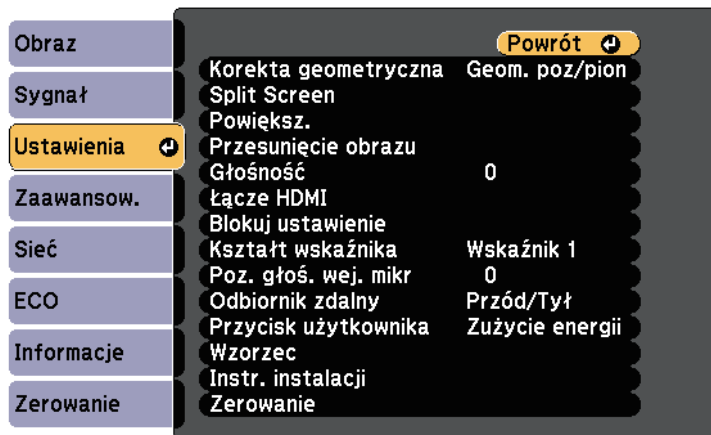 Obraz
Sygnał
Ustawienia
Zaawansow.
Sieć
ECO
Informacje
Zerowanie
Powrót
Korekta geometryczna Geom. poz/pion
Split Screen
Powiększ.
Przesunięcie obrazu
Głośność 0
Łącze HDMI
Blokuj ustawienie
Kształt wskaźnika Wskaźnik 1
Poz. głoś. wej. mikr 0
Odbiornik zdalny Przód/Tył
Przycisk użytkownika Zużycie energii
Wzorzec
Instr. instalacji
Zerowanie